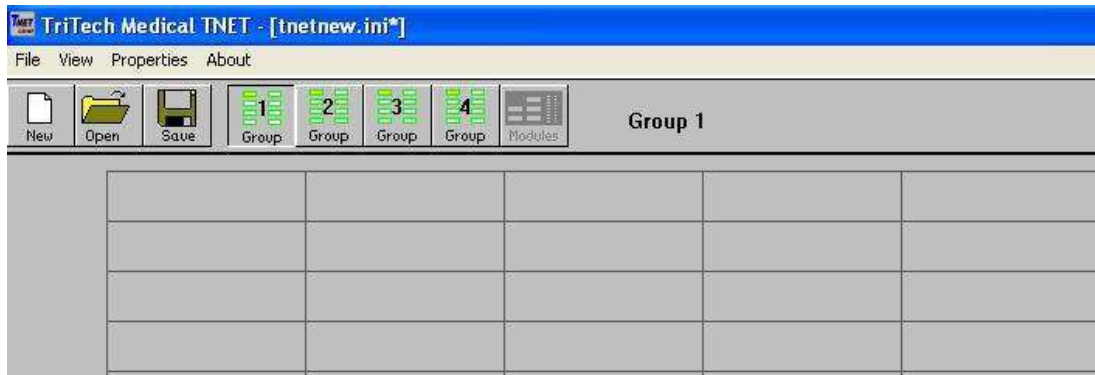 TNET TriTech Medical TNET - [tnetnew.ini*]
File View Properties About
1 2 3 4
New Open Save Group Group Group Group Modules Group 1